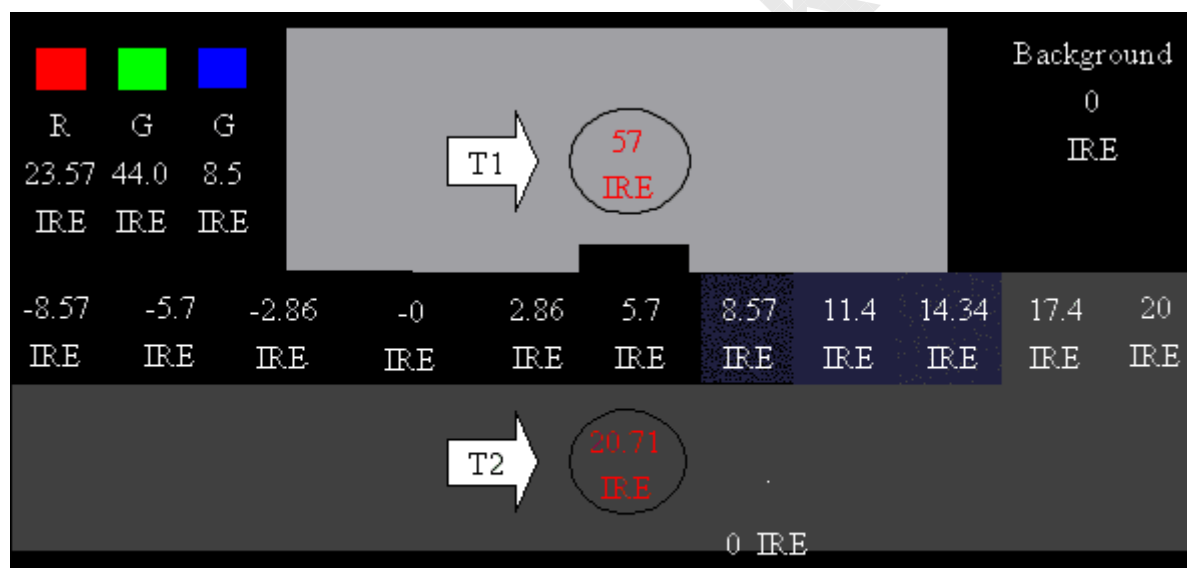 R G G
23.57 44.0 8.5
IRE IRE IRE
T1
57
IRE
Background
0
IRE
-8.57 -5.7 -2.86 -0 2.86 5.7 8.57 11.4 14.34 17.4 20
IRE IRE IRE IRE IRE IRE IRE IRE IRE IRE IRE
T2
20.71
IRE
0 IRE